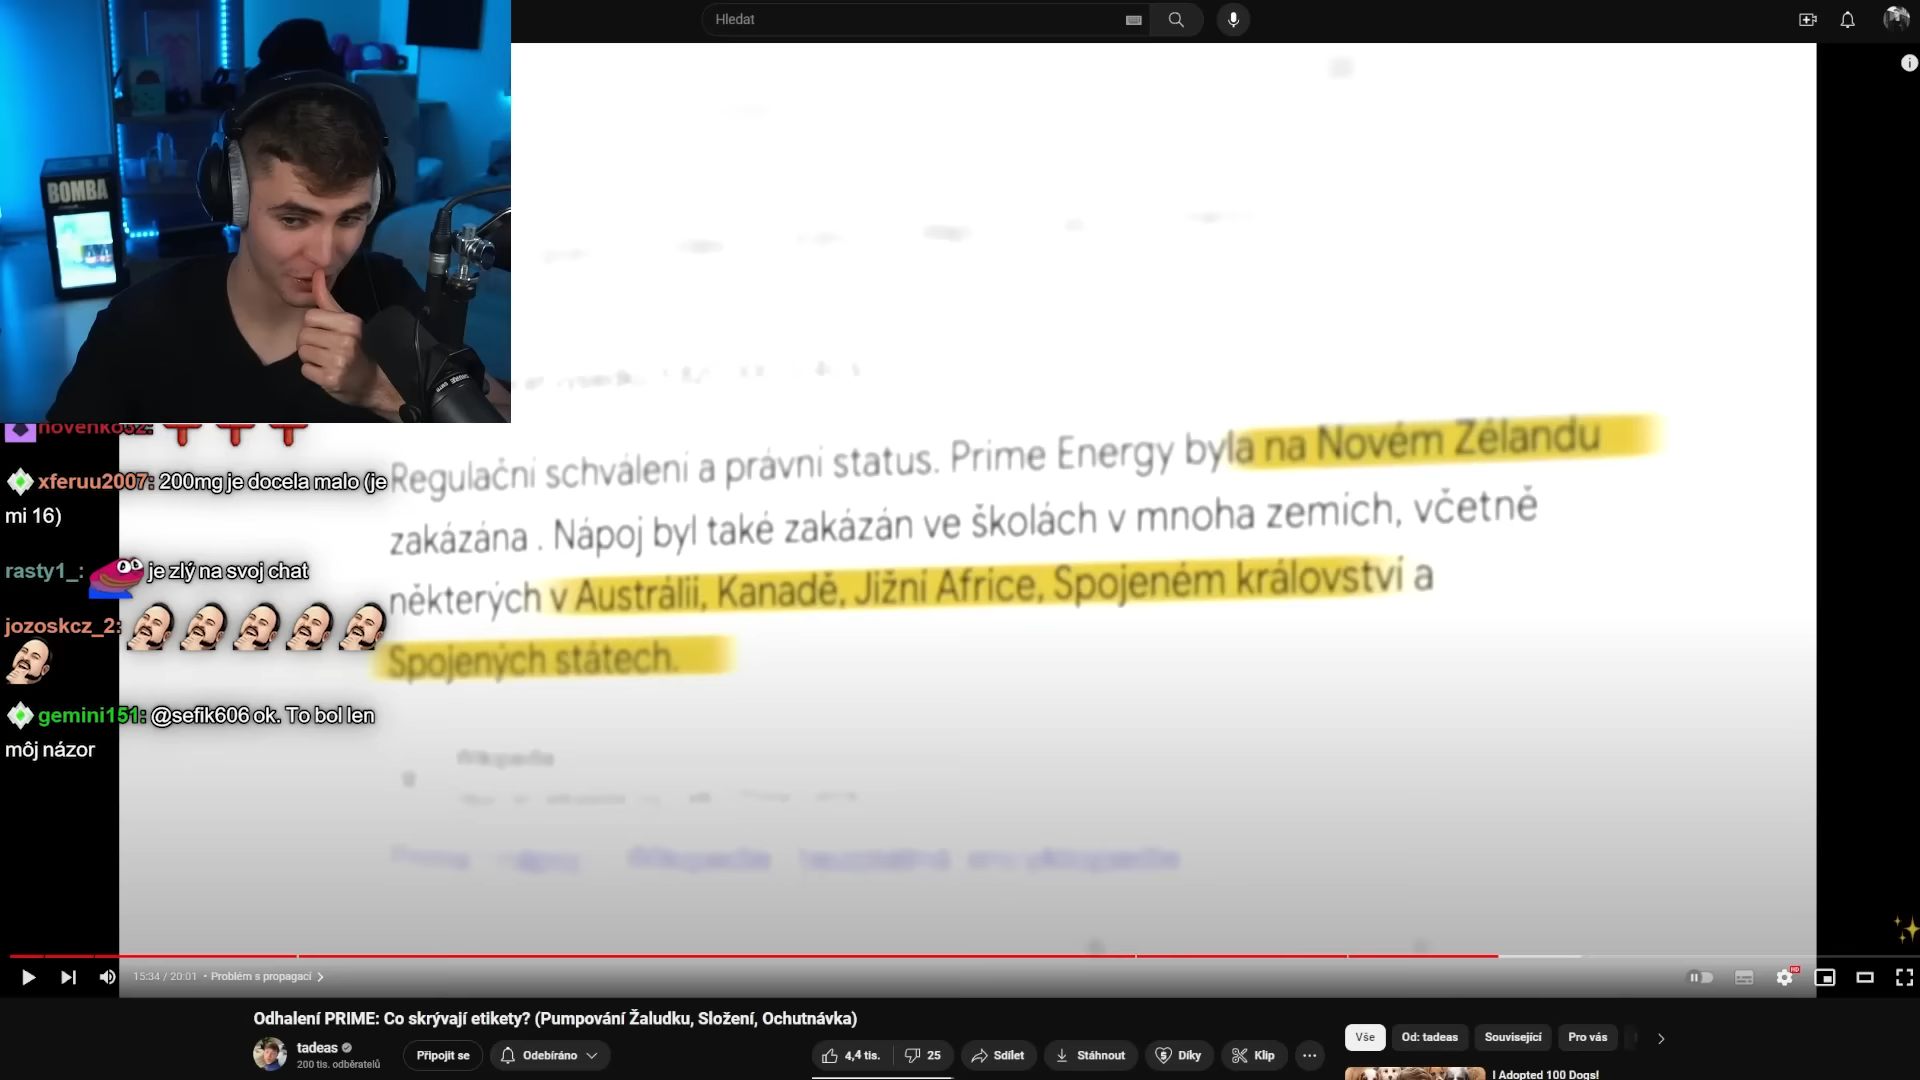 Hledat
BOMBA
novenko32:
xferuu2007: 200mg je docela malo (je
mi 16)
rasty1_: je zlý na svoj chat
jozoskcz_2:
gemini151: @sefik606 ok. To bol len
môj názor
Regulační schválení a právní status. Prime Energy byla na Novém Zélandu
zakázána . Nápoj byl také zakázán ve školách v mnoha zemích, včetně
některých v Austrálii, Kanadě, Jižní Africe, Spojeném království a
Spojených státech.
15:34 / 20:01 • Problém s propagací
HD
Odhalení PRIME: Co skrývají etikety? (Pumpování Žaludku, Složení, Ochutnávka)
tadeas
200 tis. odběratelů
Připojit se
Odebíráno
4,4 tis.
25
Sdílet
Stáhnout
Díky
Klip
Vše
Od: tadeas
Související
Pro vás
I Adopted 100 Dogs!